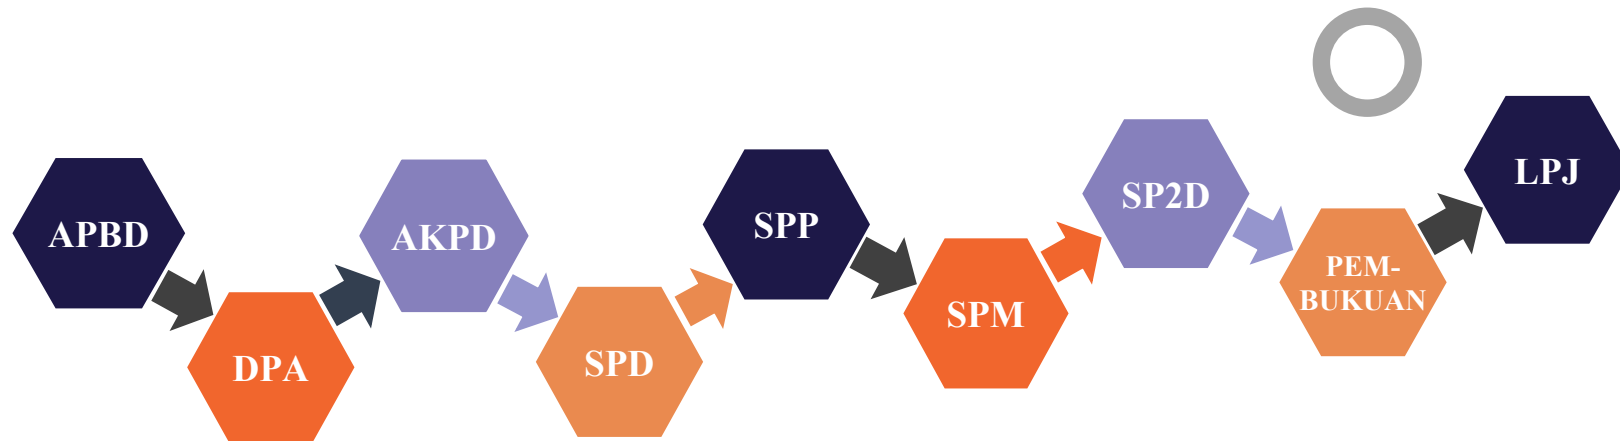 APBD
DPA
AKPD
SPD
SPP
SPM
SP2D
PEM-
BUKUAN
LPJ